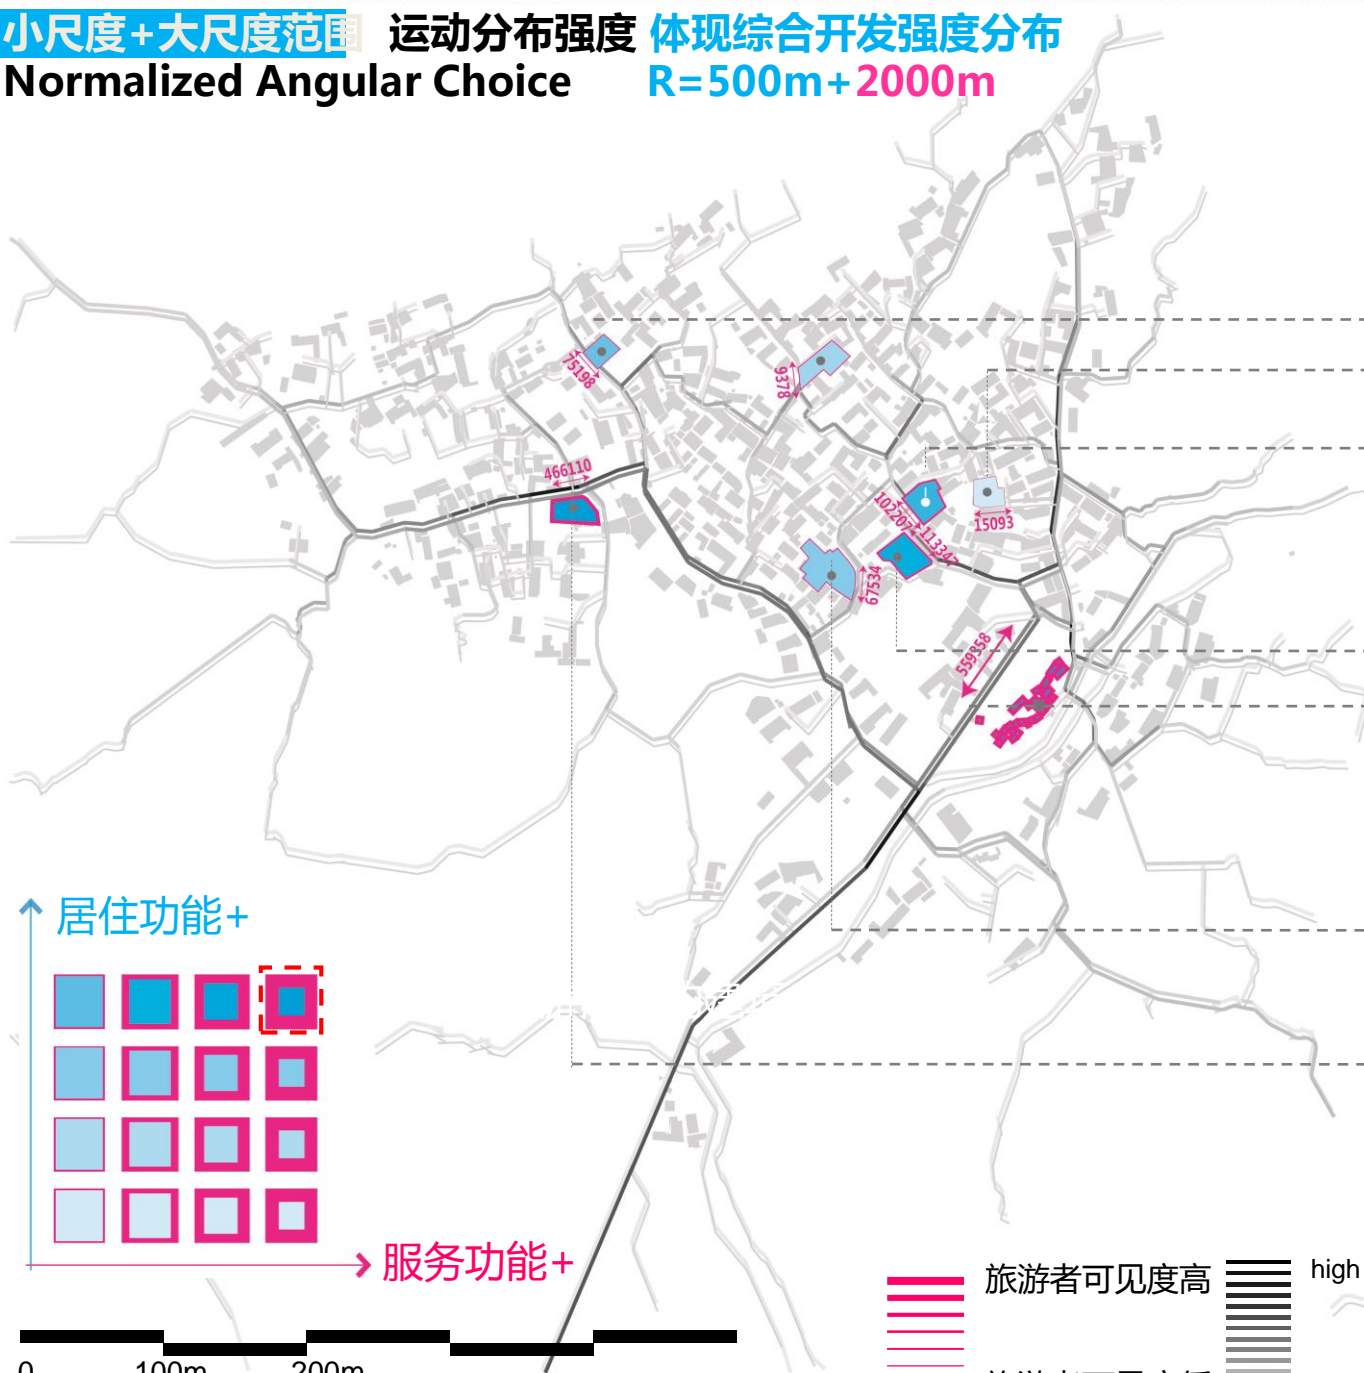 小尺度+大尺度范围 运动分布强度 体现综合开发强度分布
Normalized Angular Choice R=500m+2000m
75198
9378
466110
102207
15093
113347
67534
559358
居住功能+
服务功能+
旅游者可见度高 high
0 100m 200m